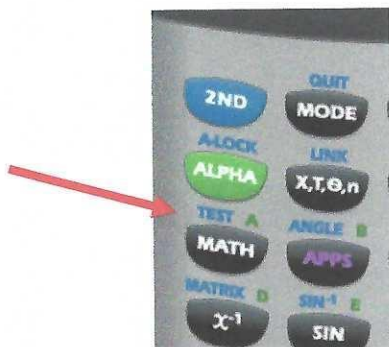 QUIT
2ND MODE
A-LOCK LINK
ALPHA X,T,Θ,n
TEST A ANGLE B
MATH APPS
MATRIX D SIN⁻¹ E
x⁻¹ SIN